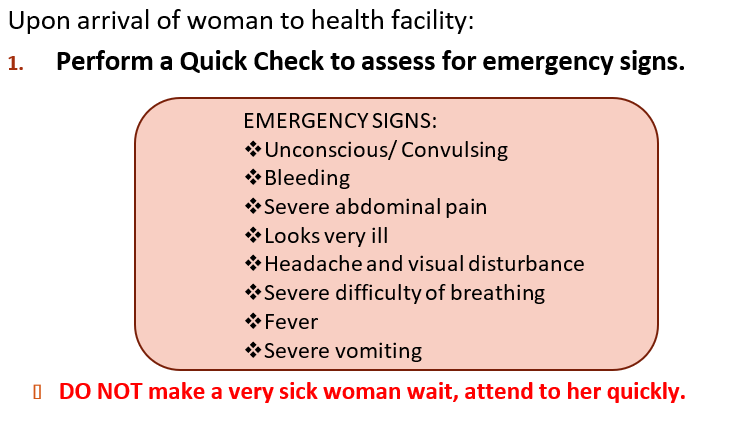 Upon arrival of woman to health facility:
1. Perform a Quick Check to assess for emergency signs.
EMERGENCY SIGNS:
❖Unconscious/ Convulsing
❖Bleeding
❖Severe abdominal pain
❖Looks very ill
❖Headache and visual disturbance
❖Severe difficulty of breathing
❖Fever
❖Severe vomiting
▯ DO NOT make a very sick woman wait, attend to her quickly.